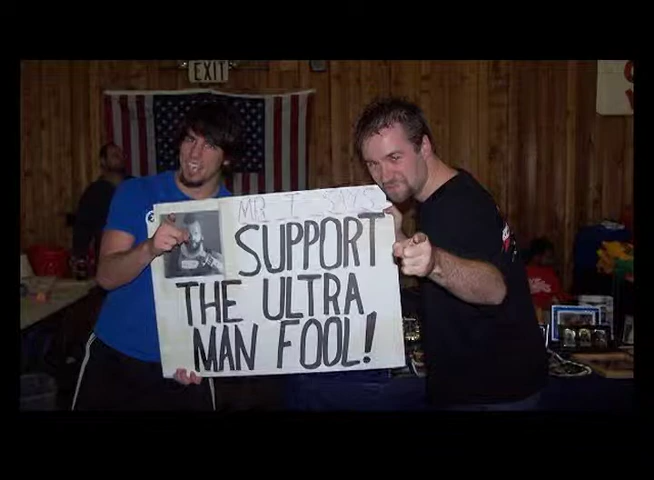 EXIT
MR T SAYS
SUPPORT
THE ULTRA
MAN FOOL!